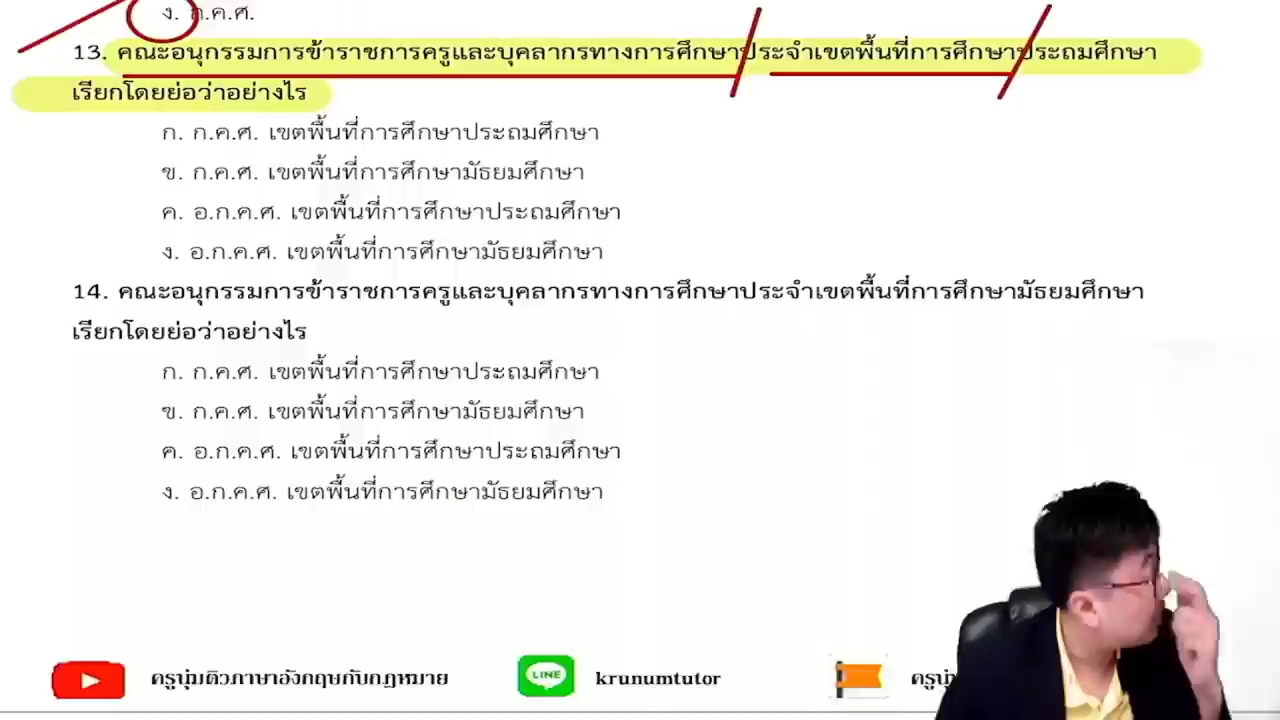 ง. ก.ค.ศ.
13. คณะอนุกรรมการข้าราชการครูและบุคลากรทางการศึกษาประจำเขตพื้นที่การศึกษาประถมศึกษา
เรียกโดยย่อว่าอย่างไร
ก. ก.ค.ศ. เขตพื้นที่การศึกษาประถมศึกษา
ข. ก.ค.ศ. เขตพื้นที่การศึกษามัธยมศึกษา
ค. อ.ก.ค.ศ. เขตพื้นที่การศึกษาประถมศึกษา
ง. อ.ก.ค.ศ. เขตพื้นที่การศึกษามัธยมศึกษา
14. คณะอนุกรรมการข้าราชการครูและบุคลากรทางการศึกษาประจำเขตพื้นที่การศึกษามัธยมศึกษา
เรียกโดยย่อว่าอย่างไร
ก. ก.ค.ศ. เขตพื้นที่การศึกษาประถมศึกษา
ข. ก.ค.ศ. เขตพื้นที่การศึกษามัธยมศึกษา
ค. อ.ก.ค.ศ. เขตพื้นที่การศึกษาประถมศึกษา
ง. อ.ก.ค.ศ. เขตพื้นที่การศึกษามัธยมศึกษา
ครูนุ่มติวภาษาอังกฤษกับกฎหมาย LINE krunumtutor